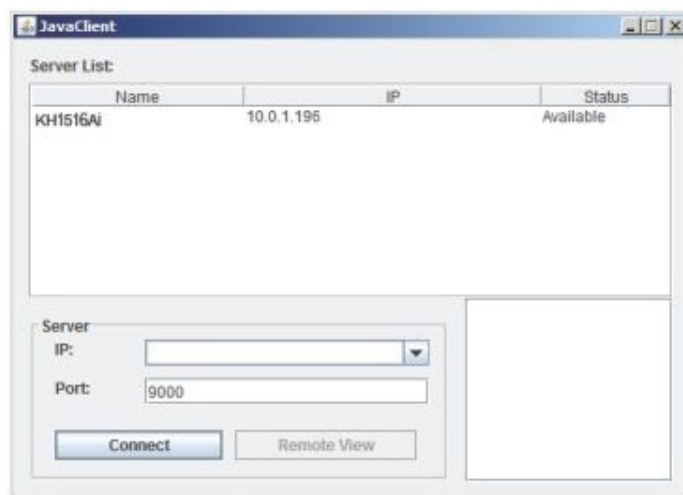 JavaClient
Server List:
Name IP Status
KH1516Ai 10.0.1.196 Available
Server
IP:
Port: 9000
Connect Remote View